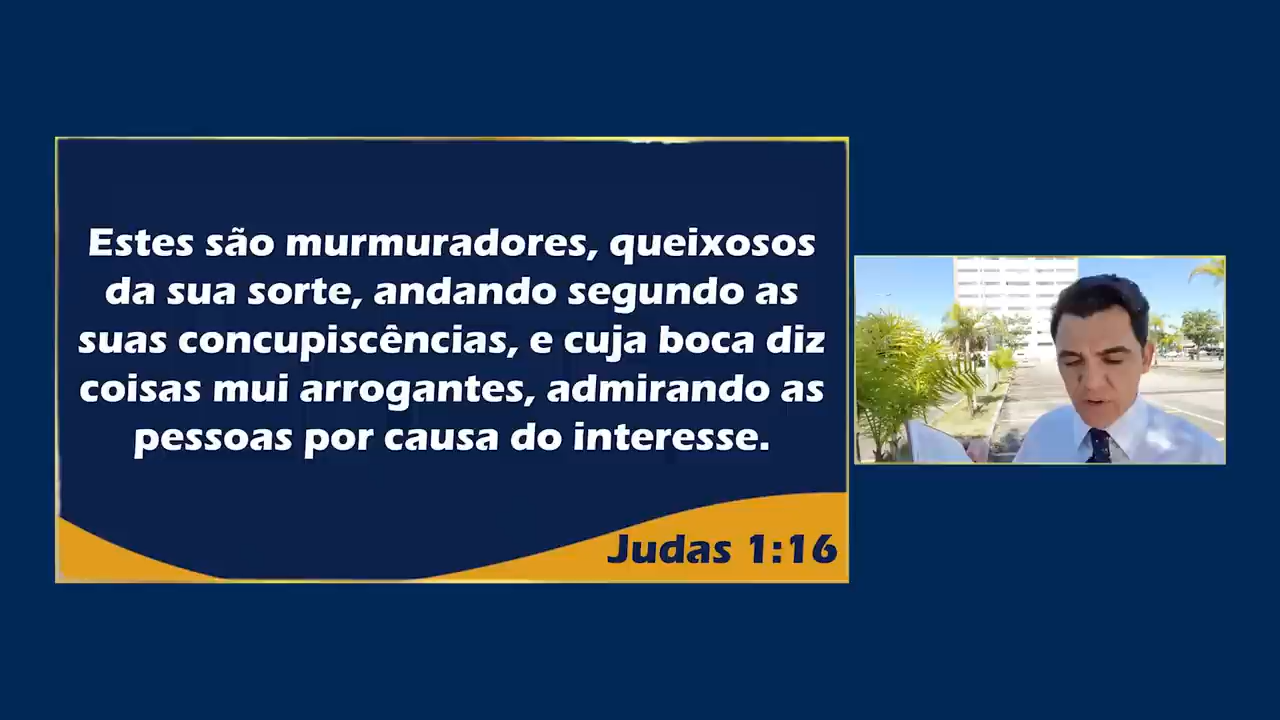 Estes são murmuradores, queixosos
da sua sorte, andando segundo as
suas concupiscências, e cuja boca diz
coisas mui arrogantes, admirando as
pessoas por causa do interesse.
Judas 1:16